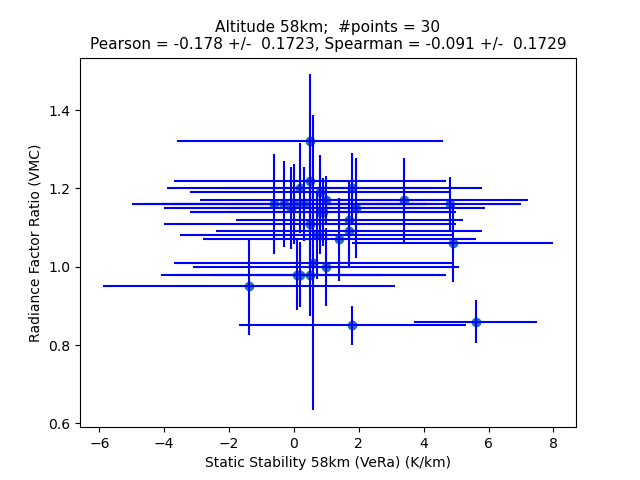 Altitude 58km;  #points = 30
Pearson = -0.178 +/-  0.1723, Spearman = -0.091 +/-  0.1729
Radiance Factor Ratio (VMC)
1.4
1.2
1.0
0.8
0.6
−6 −4 −2 0 2 4 6 8
Static Stability 58km (VeRa) (K/km)